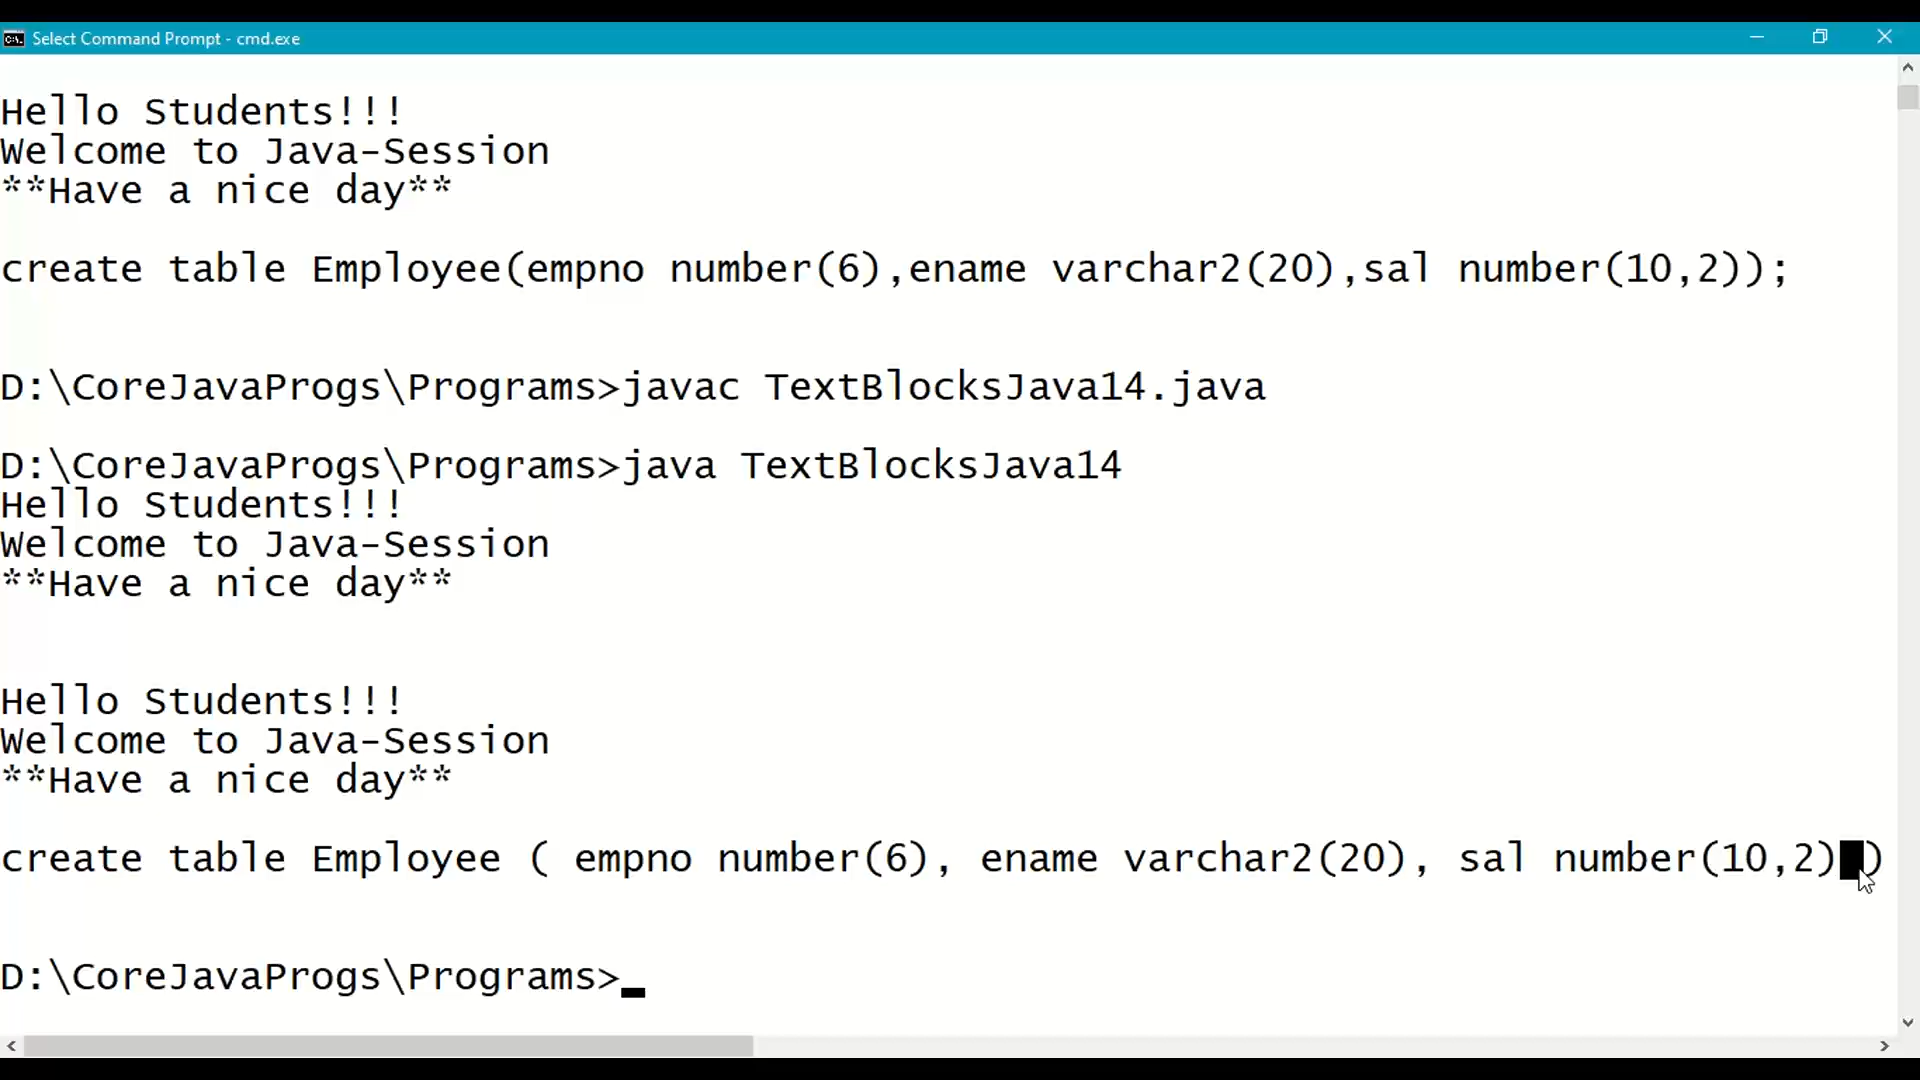 Select Command Prompt - cmd.exe
Hello Students!!!
Welcome to Java-Session
**Have a nice day**
create table Employee(empno number(6),ename varchar2(20),sal number(10,2));
D:\CoreJavaProgs\Programs>javac TextBlocksJava14.java
D:\CoreJavaProgs\Programs>java TextBlocksJava14
Hello Students!!!
Welcome to Java-Session
**Have a nice day**
Hello Students!!!
Welcome to Java-Session
**Have a nice day**
create table Employee ( empno number(6), ename varchar2(20), sal number(10,2) )
D:\CoreJavaProgs\Programs>